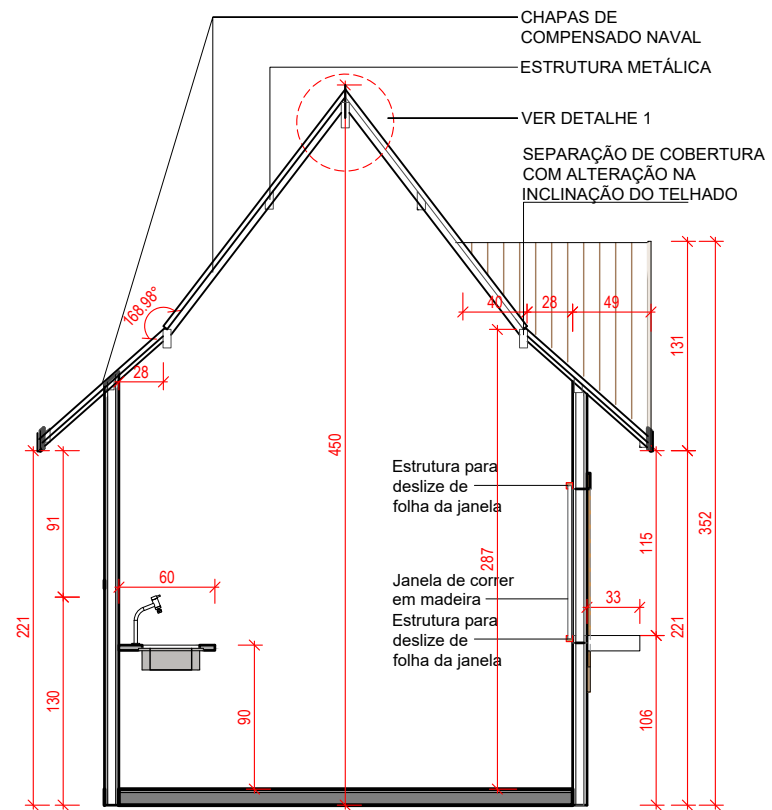 CHAPAS DE
COMPENSADO NAVAL
ESTRUTURA METÁLICA
VER DETALHE 1
SEPARAÇÃO DE COBERTURA
COM ALTERAÇÃO NA
INCLINAÇÃO DO TELHADO
168,98°
40
28
49
131
28
450
352
91
Estrutura para
deslize de
folha da janela
115
60
287
Janela de correr
em madeira
33
Estrutura para
deslize de
folha da janela
221
221
130
90
106